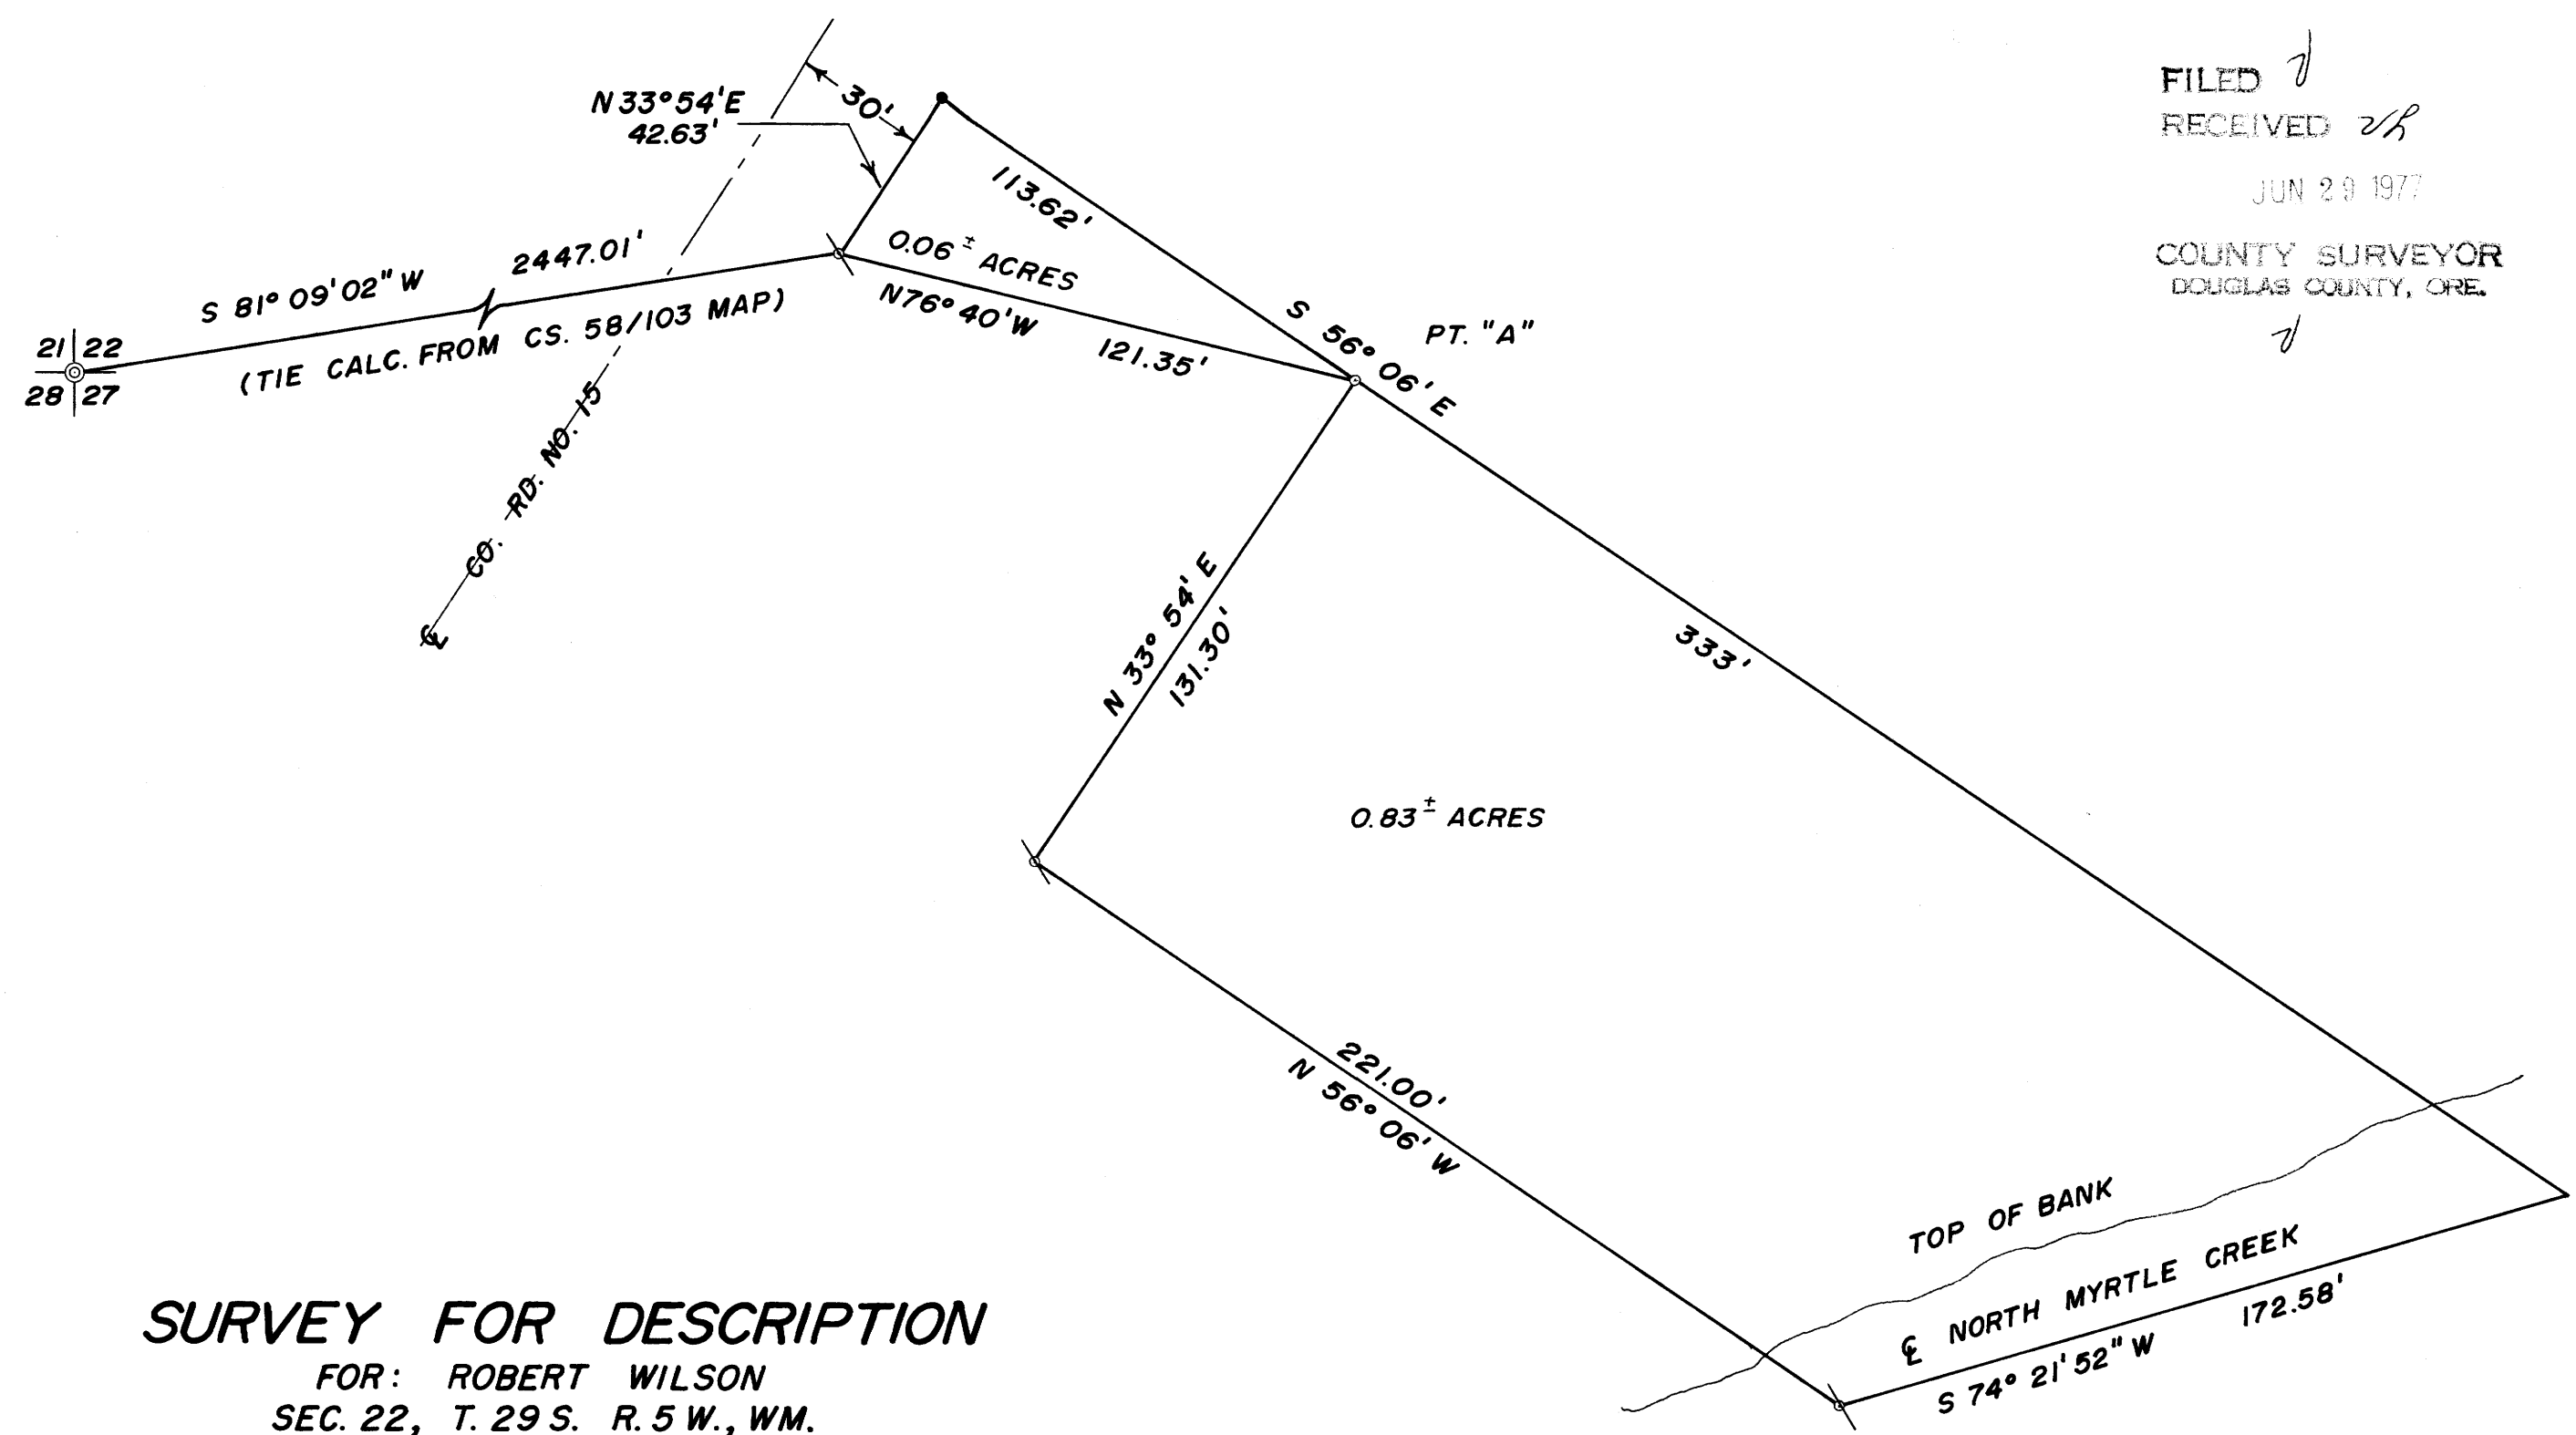 FILED
RECEIVED
JUN 29 1977
COUNTY SURVEYOR
DOUGLAS COUNTY, ORE.
N 33° 54' E
42.63'
30'
113.62'
0.06 ± ACRES
N 76° 40' W
121.35'
S 81° 09' 02" W
2447.01'
(TIE CALC. FROM CS. 58/103 MAP)
21 22
28 27
℄ CO. RD. NO. 15
S 56° 06' E
PT. "A"
333'
N 33° 54' E
131.30'
0.83 ± ACRES
221.00'
N 56° 06' W
TOP OF BANK
℄ NORTH MYRTLE CREEK
S 74° 21' 52" W
172.58'
SURVEY FOR DESCRIPTION
FOR: ROBERT WILSON
SEC. 22, T. 29 S. R. 5 W., WM.